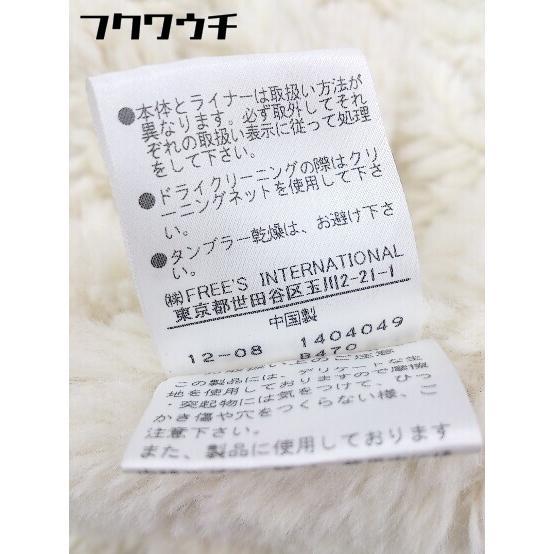 フクワウチ
●本体とライナーは取扱い方法が
異なります。必ず取外してそれ
ぞれの取扱い表示に従って処理
をして下さい。
●ドライクリーニングの際はクリ
ーニングネットを使用して下さ
い。
●タンブラー乾燥は、お避け下さ
い。
㈱FREE'S INTERNATIONAL
東京都世田谷区玉川2-21-1
中国製
12-08 1404049
B470
この製品には、デリケートな生
地を使用しておりますので摩擦
・突起物には気をつけて、ひっ
かき傷や穴をつくらない様、ご
注意下さい。
また、製品に使用しております